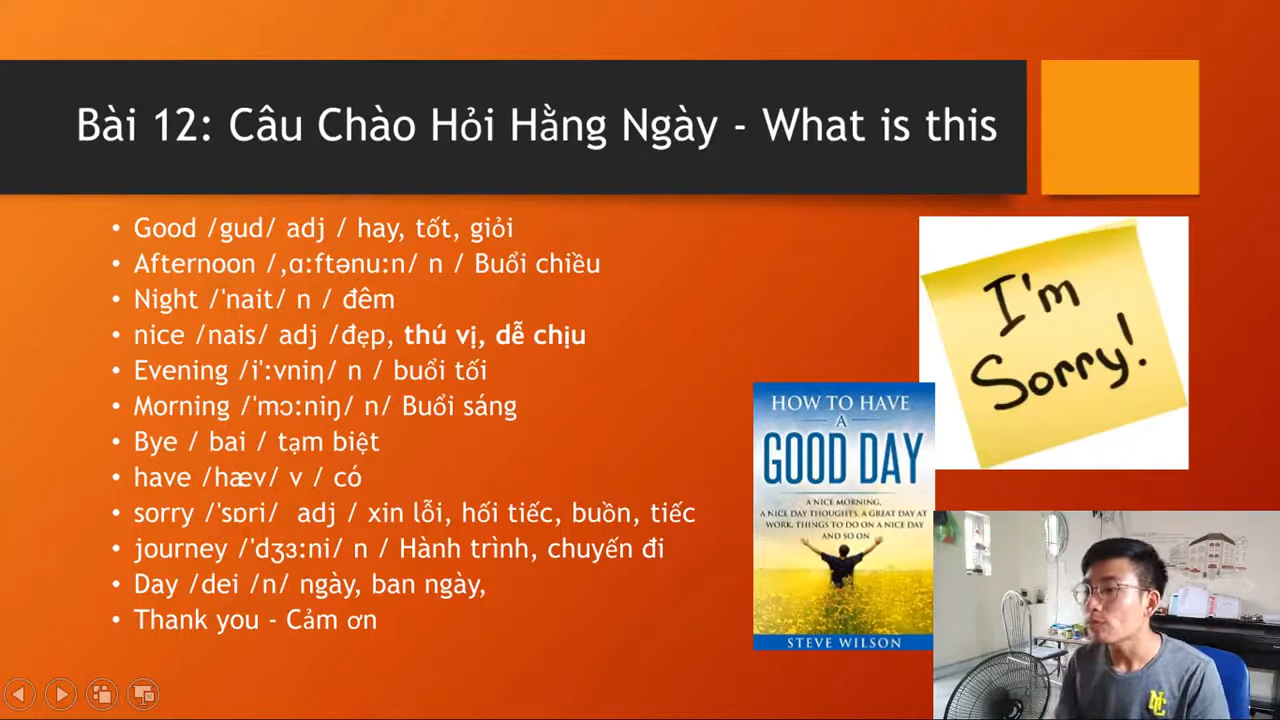 Bài 12: Câu Chào Hỏi Hằng Ngày - What is this
• Good /gud/ adj / hay, tốt, giỏi
• Afternoon /,ɑ:ftənu:n/ n / Buổi chiều
• Night /'nait/ n / đêm
• nice /nais/ adj /đẹp, thú vị, dễ chịu
• Evening /i':vniŋ/ n / buổi tối
• Morning /'mɔ:niŋ/ n/ Buổi sáng
• Bye / bai / tạm biệt
• have /hæv/ v / có
• sorry /'sɒri/ adj / xin lỗi, hối tiếc, buồn, tiếc
• journey /'dʒɜ:ni/ n / Hành trình, chuyến đi
• Day /dei /n/ ngày, ban ngày,
• Thank you - Cảm ơn
I'm
Sorry!
HOW TO HAVE
A
GOOD DAY
A NICE MORNING,
A NICE DAY THOUGHTS, A GREAT DAY AT
WORK, THINGS TO DO ON A NICE DAY
AND SO ON
STEVE WILSON